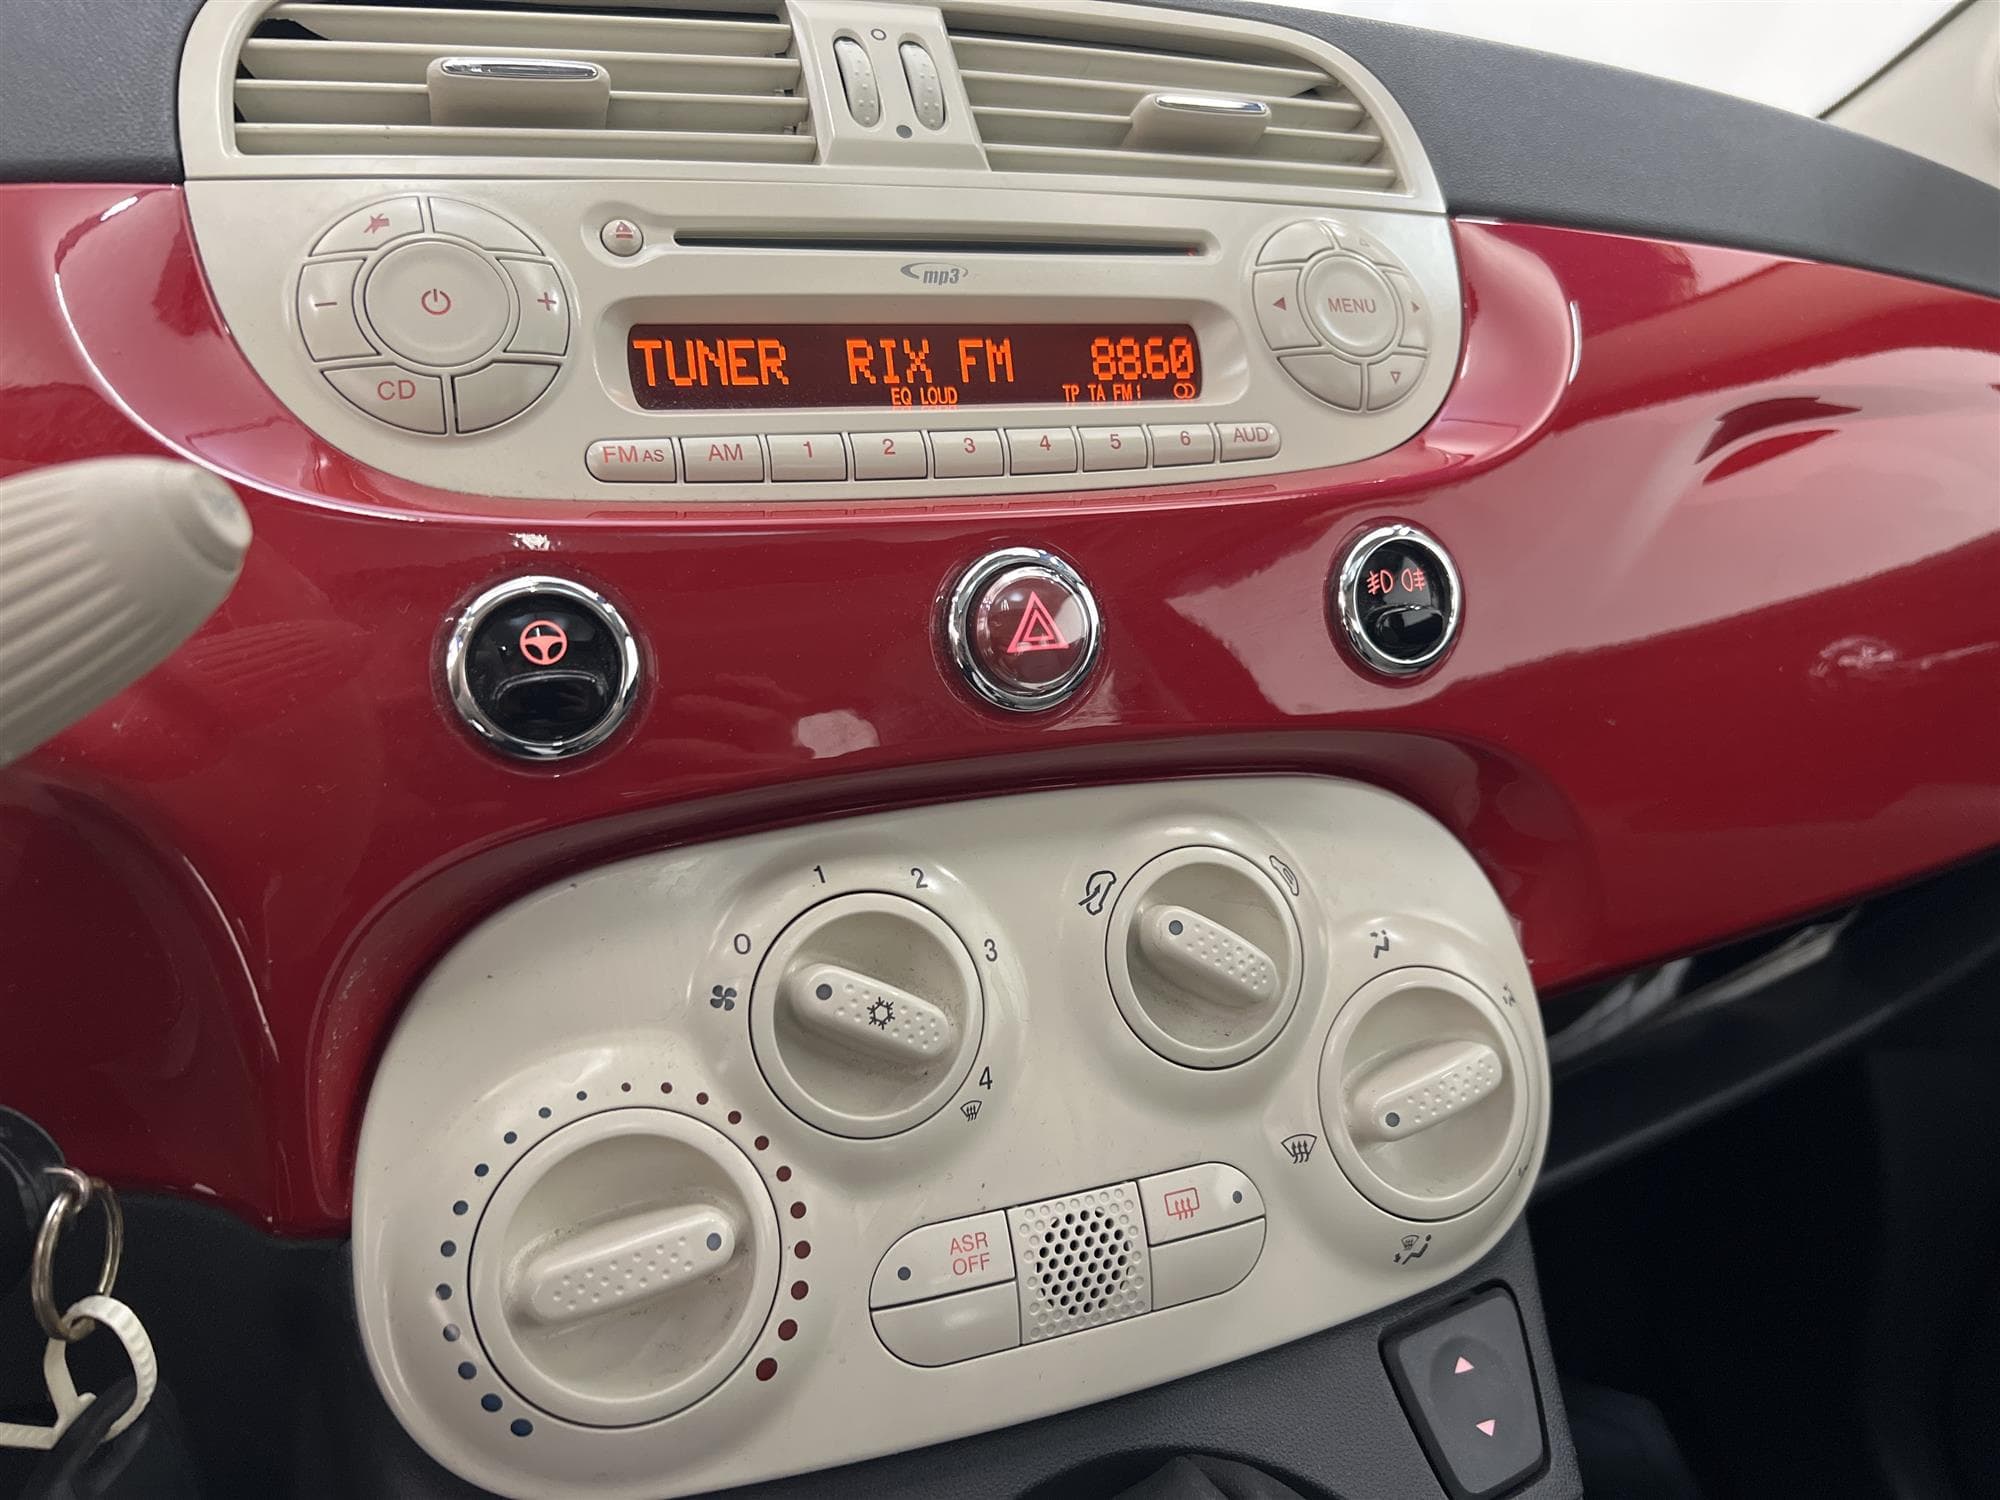 mp3
MENU
TUNER RIX FM 88.60
EQ LOUD TP TA FM1
CD
FM AS AM 1 2 3 4 5 6 AUD
1 2
0 3
4
ASR
OFF